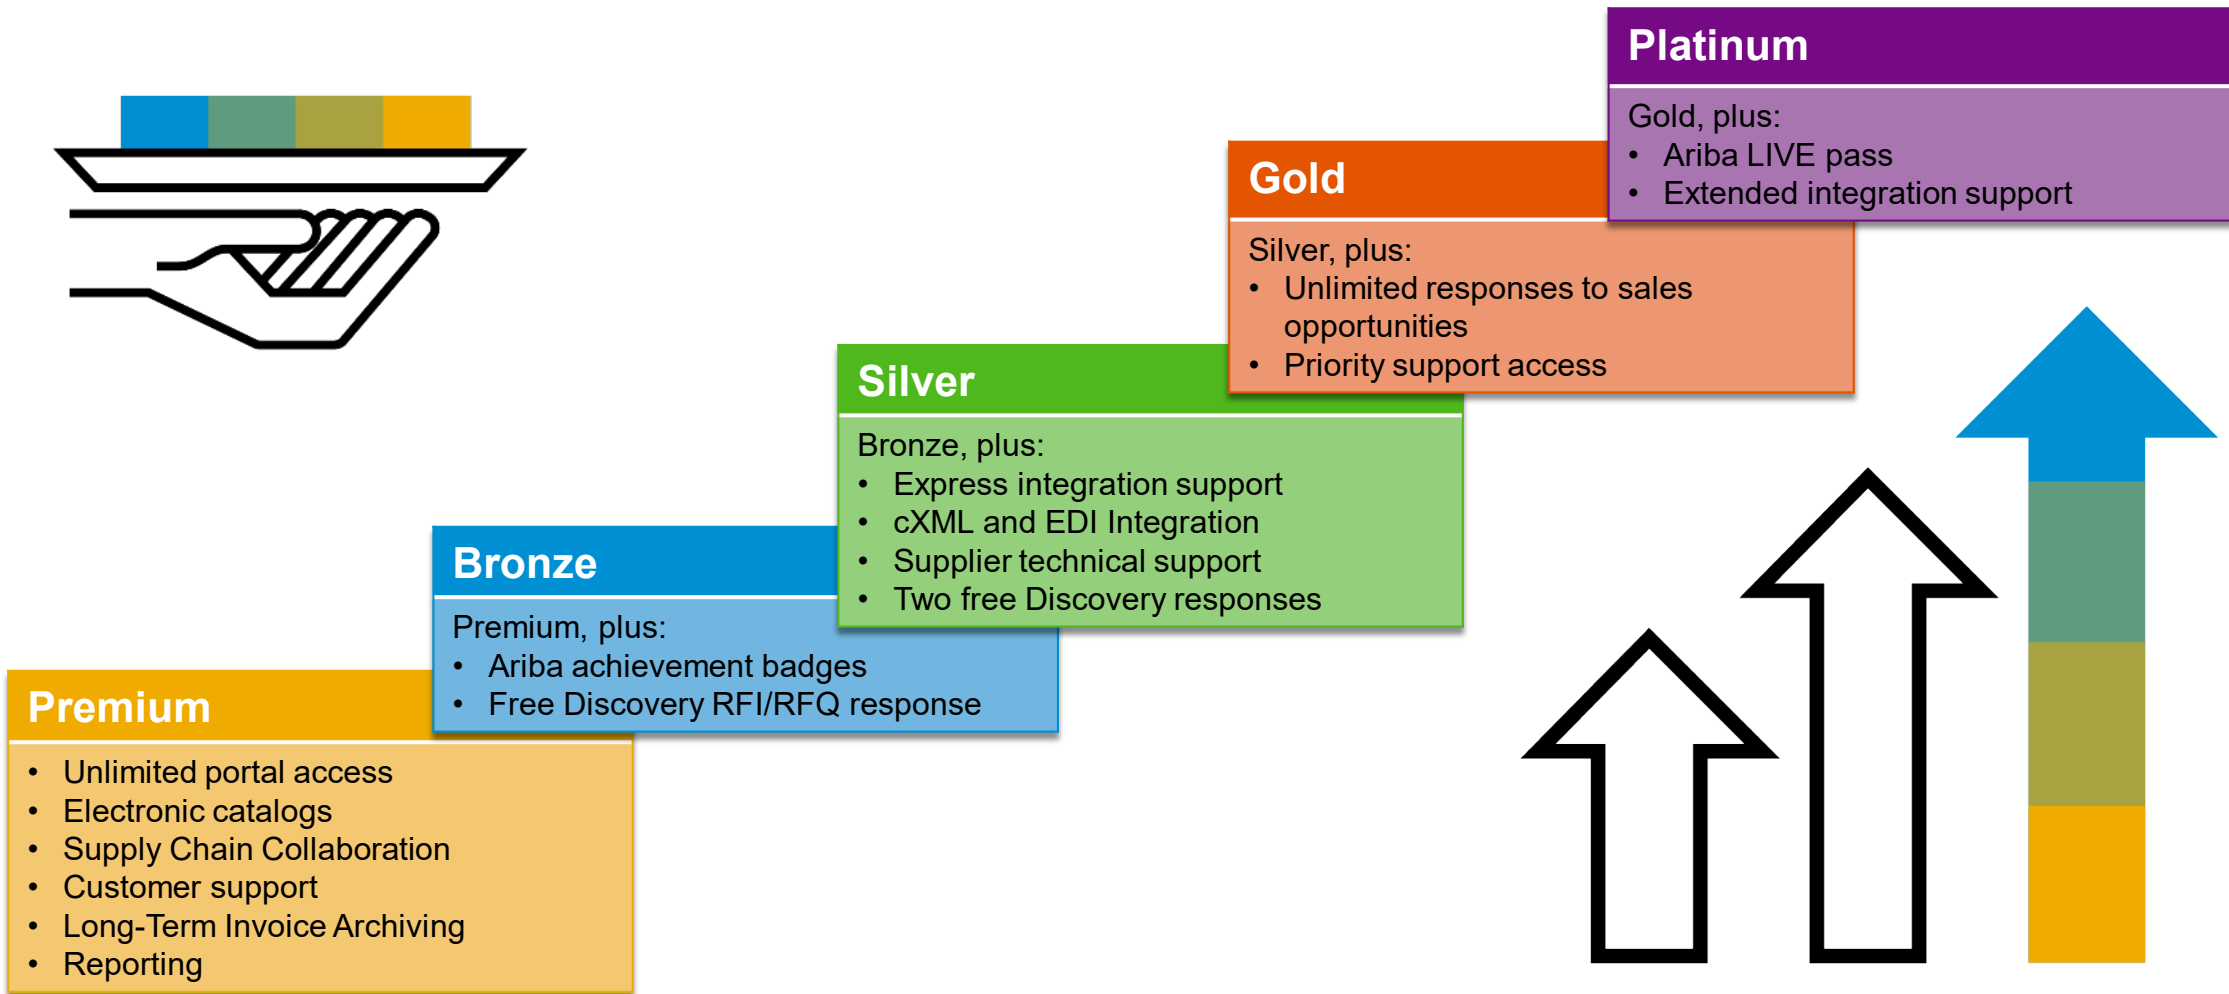 Platinum
Gold, plus:
• Ariba LIVE pass
• Extended integration support
Gold
Silver, plus:
• Unlimited responses to sales
opportunities
• Priority support access
Silver
Bronze, plus:
• Express integration support
• cXML and EDI Integration
• Supplier technical support
• Two free Discovery responses
Bronze
Premium, plus:
• Ariba achievement badges
• Free Discovery RFI/RFQ response
Premium
• Unlimited portal access
• Electronic catalogs
• Supply Chain Collaboration
• Customer support
• Long-Term Invoice Archiving
• Reporting